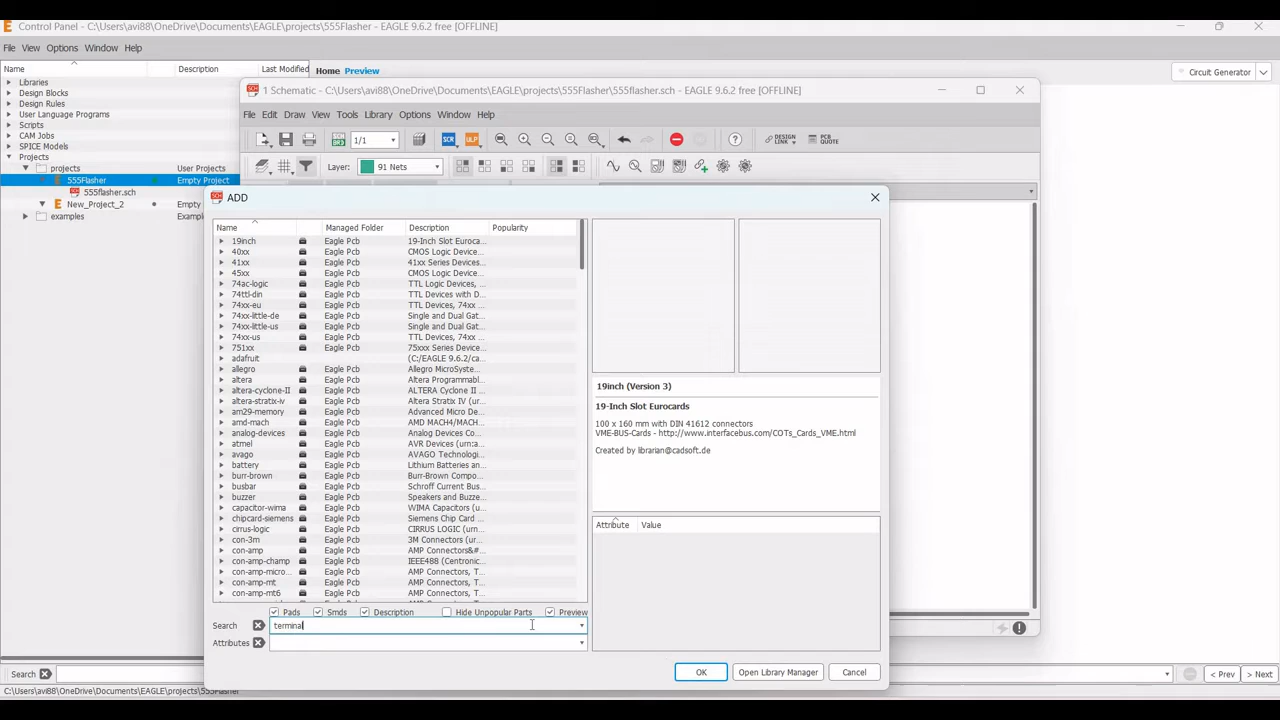 Control Panel - C:\Users\avi88\OneDrive\Documents\EAGLE\projects\555Flasher - EAGLE 9.6.2 free [OFFLINE]
File View Options Window Help
Name Description Last Modified
Home Preview
Circuit Generator
Libraries
Design Blocks
Design Rules
User Language Programs
Scripts
CAM Jobs
SPICE Models
Projects
projects User Projects
555Flasher Empty Project
555flasher.sch
New_Project_2 Empty
examples
1 Schematic - C:\Users\avi88\OneDrive\Documents\EAGLE\projects\555Flasher\555flasher.sch - EAGLE 9.6.2 free [OFFLINE]
File Edit Draw View Tools Library Options Window Help
SCR ULP 1/1 DESIGN LINK PCB QUOTE
Layer: 91 Nets
ADD
Name Managed Folder Description Popularity
19inch Eagle Pcb 19-Inch Slot Euroca...
40xx Eagle Pcb CMOS Logic Device...
41xx Eagle Pcb 41xx Series Devices...
45xx Eagle Pcb CMOS Logic Device...
74ac-logic Eagle Pcb TTL Logic Devices, ...
74ttl-din Eagle Pcb TTL Devices with D...
74xx-eu Eagle Pcb TTL Devices, 74xx ...
74xx-little-de Eagle Pcb Single and Dual Gat...
74xx-little-us Eagle Pcb Single and Dual Gat...
74xx-us Eagle Pcb TTL Devices, 74xx ...
751xx Eagle Pcb 75xxx Series Device...
adafruit (C:/EAGLE 9.6.2/ca...
allegro Eagle Pcb Allegro MicroSyste...
altera Eagle Pcb Altera Programmabl...
altera-cyclone-II Eagle Pcb ALTERA Cyclone II ...
altera-stratix-iv Eagle Pcb Altera Stratix IV (ur...
am29-memory Eagle Pcb Advanced Micro De...
amd-mach Eagle Pcb AMD MACH4/MACH...
analog-devices Eagle Pcb Analog Devices Co...
atmel Eagle Pcb AVR Devices (urn:a...
avago Eagle Pcb AVAGO Technologi...
battery Eagle Pcb Lithium Batteries an...
burr-brown Eagle Pcb Burr-Brown Compo...
busbar Eagle Pcb Schroff Current Bus...
buzzer Eagle Pcb Speakers and Buzze...
capacitor-wima Eagle Pcb WIMA Capacitors (u...
chipcard-siemens Eagle Pcb Siemens Chip Card ...
cirrus-logic Eagle Pcb CIRRUS LOGIC (urn...
con-3m Eagle Pcb 3M Connectors (ur...
con-amp Eagle Pcb AMP Connectors&#...
con-amp-champ Eagle Pcb IEEE488 (Centronic...
con-amp-micro... Eagle Pcb AMP Connectors, T...
con-amp-mt Eagle Pcb AMP Connectors, T...
con-amp-mt6 Eagle Pcb AMP Connectors, T...
19inch (Version 3)
19-Inch Slot Eurocards
100 x 160 mm with DIN 41612 connectors
VME-BUS-Cards - http://www.interfacebus.com/COTs_Cards_VME.html
Created by librarian@cadsoft.de
Attribute Value
Pads Smds Description Hide Unpopular Parts Preview
Search terminal
Attributes
OK Open Library Manager Cancel
Search < Prev > Next
C:\Users\avi88\OneDrive\Documents\EAGLE\projects\555Flasher